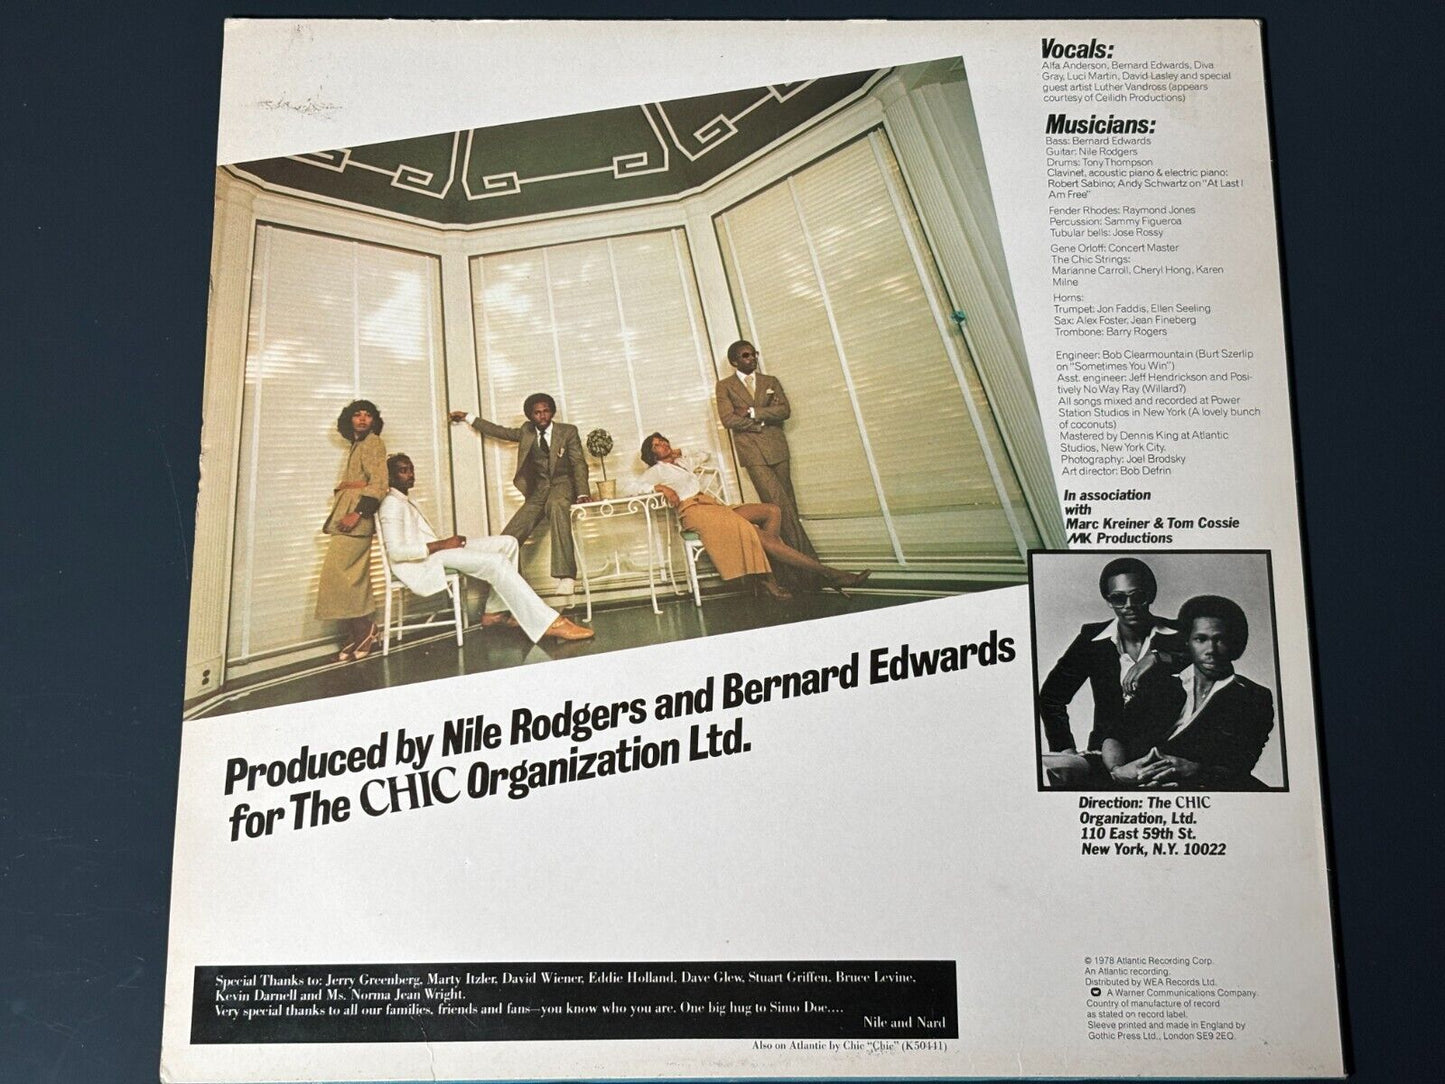 Vocals:
Alfa Anderson, Bernard Edwards, Diva
Gray, Luci Martin, David Lasley and special
guest artist Luther Vandross (appears
courtesy of Ceilidh Productions)
Musicians:
Bass: Bernard Edwards
Guitar: Nile Rodgers
Drums: Tony Thompson
Clavinet, acoustic piano & electric piano:
Robert Sabino; Andy Schwartz on "At Last I
Am Free"
Fender Rhodes: Raymond Jones
Percussion: Sammy Figueroa
Tubular bells: Jose Rossy
Gene Orloff: Concert Master
The Chic Strings:
Marianne Carroll, Cheryl Hong, Karen
Milne
Horns:
Trumpet: Jon Faddis, Ellen Seeling
Sax: Alex Foster, Jean Fineberg
Trombone: Barry Rogers
Engineer: Bob Clearmountain (Burt Szerlip
on "Sometimes You Win")
Asst. engineer: Jeff Hendrickson and Posi-
tively No Way Ray (Willard?)
All songs mixed and recorded at Power
Station Studios in New York (A lovely bunch
of coconuts)
Mastered by Dennis King at Atlantic
Studios, New York City.
Photography: Joel Brodsky
Art director: Bob Defrin
In association
with
Marc Kreiner & Tom Cossie
MK Productions
Produced by Nile Rodgers and Bernard Edwards
for The CHIC Organization Ltd.
Direction: The CHIC
Organization, Ltd.
110 East 59th St.
New York, N.Y. 10022
Special Thanks to: Jerry Greenberg, Marty Itzler, David Wiener, Eddie Holland, Dave Glew, Stuart Griffen, Bruce Levine,
Kevin Darnell and Ms. Norma Jean Wright.
Very special thanks to all our families, friends and fans—you know who you are. One big hug to Simo Doe....
Nile and Nard
Also on Atlantic by Chic "Chic" (K50441)
© 1978 Atlantic Recording Corp.
An Atlantic recording.
Distributed by WEA Records Ltd.
A Warner Communications Company.
Country of manufacture of record
as stated on record label.
Sleeve printed and made in England by
Gothic Press Ltd., London SE9 2EQ.